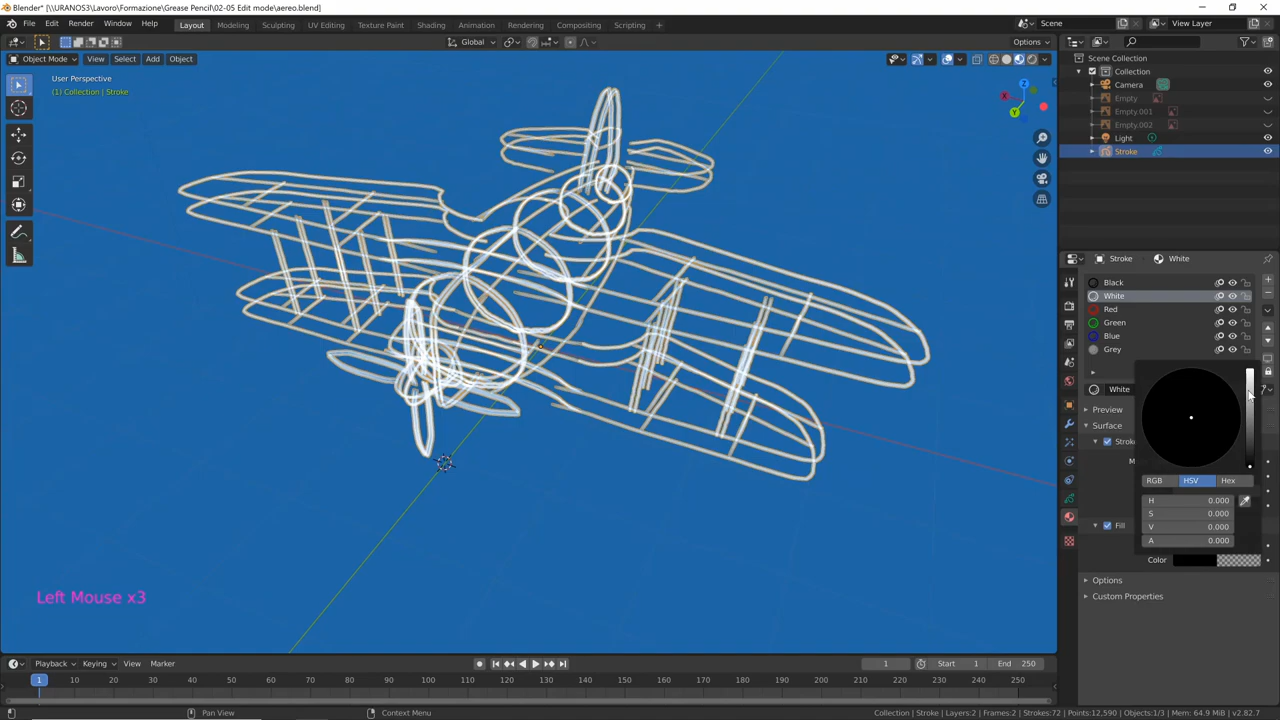 Blender* [\\URANOS3\Lavoro\Formazione\Grease Pencil\02-05 Edit mode\aereo.blend]
File Edit Render Window Help Layout Modeling Sculpting UV Editing Texture Paint Shading Animation Rendering Compositing Scripting Scene View Layer
Global Options
Object Mode View Select Add Object
User Perspective
(1) Collection | Stroke
Scene Collection
Collection
Camera
Empty
Empty.001
Empty.002
Light
Stroke
X
Y
Z
Stroke White
Black
White
Red
Green
Blue
Grey
White
Preview
Surface
Strok
M
RGB HSV Hex
H 0.000
S 0.000
V 0.000
A 0.000
Fill
Color
Options
Custom Properties
Left Mouse x3
Playback Keying View Marker 1 Start 1 End 250
1 10 20 30 40 50 60 70 80 90 100 110 120 130 140 150 160 170 180 190 200 210 220 230 240 250
Select Pan View Context Menu Collection | Stroke | Layers:2 | Frames:2 | Strokes:72 | Points:12,590 | Objects:1/3 | Mem: 64.9 MiB | v2.82.7